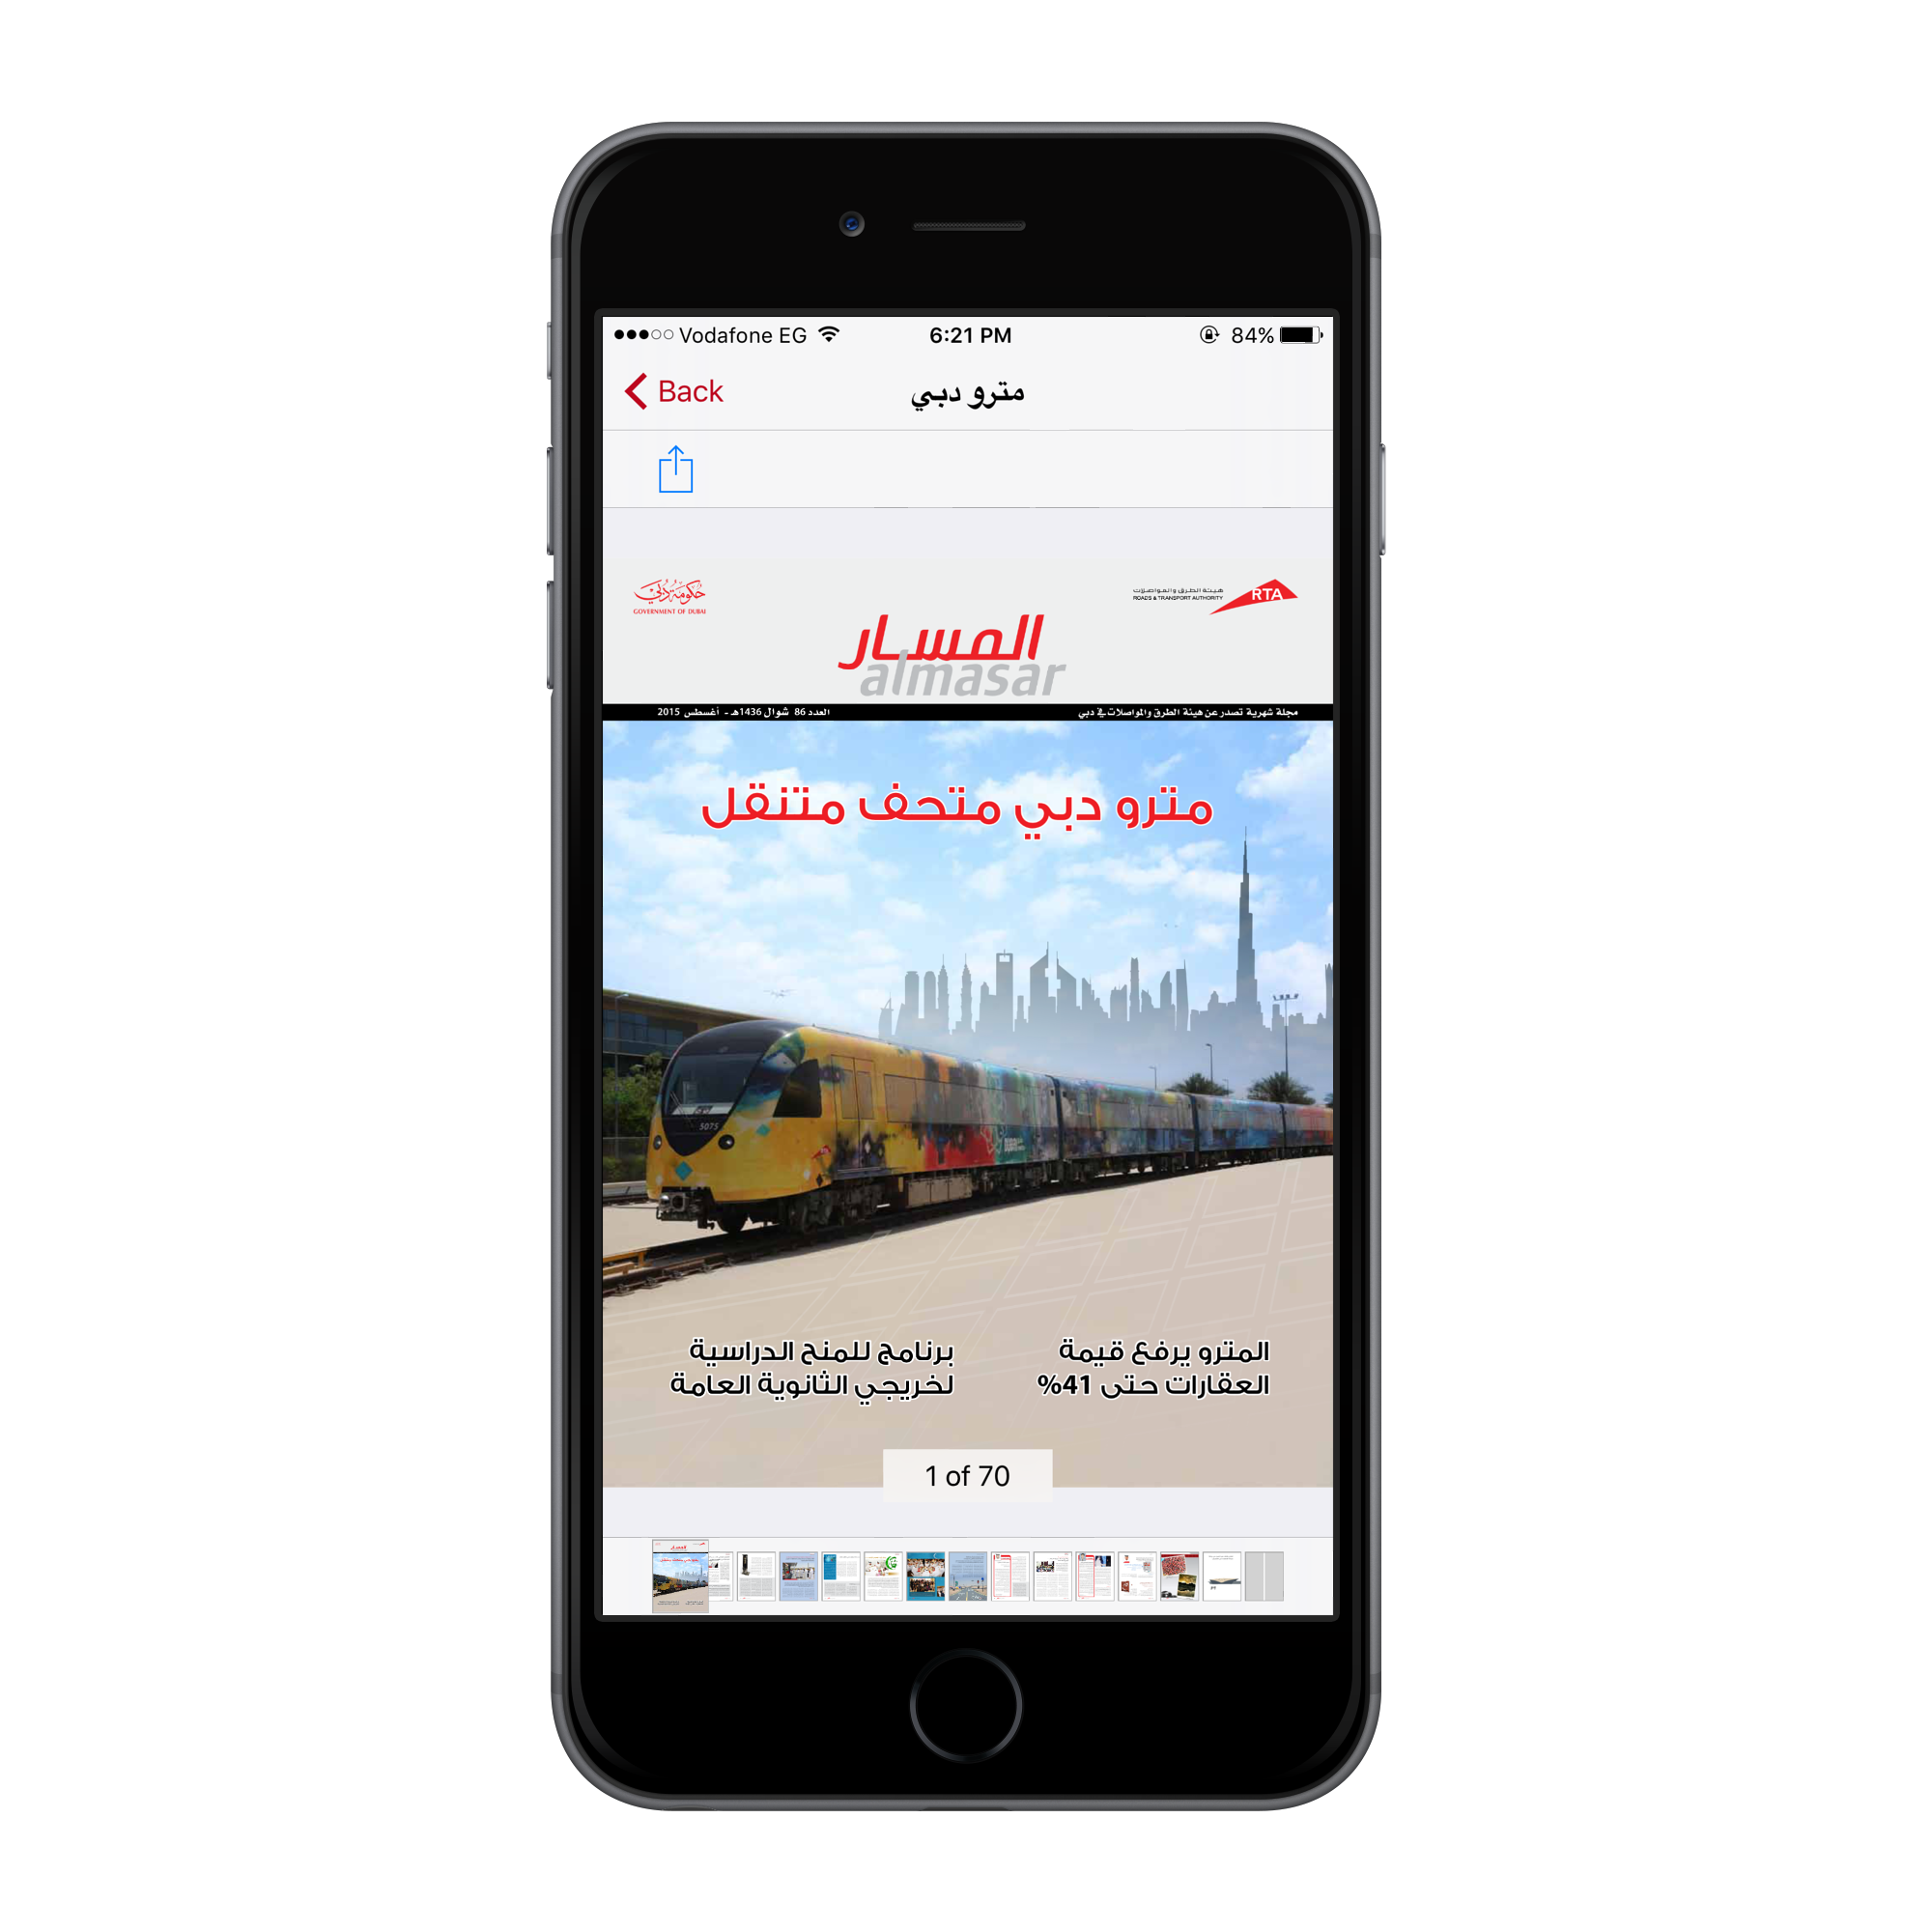 Vodafone EG 6:21 PM 84%
Back
مترو دبي
حكومة دبي
GOVERNMENT OF DUBAI
هيئة الطرق والمواصلات
ROADS & TRANSPORT AUTHORITY
RTA
المسار
almasar
مجلة شهرية تصدر عن هيئة الطرق والمواصلات في دبي
العدد 86 شوال 1436هـ - أغسطس 2015
مترو دبي متحف متنقل
5075
المترو يرفع قيمة
العقارات حتى 41%
برنامج للمنح الدراسية
لخريجي الثانوية العامة
1 of 70